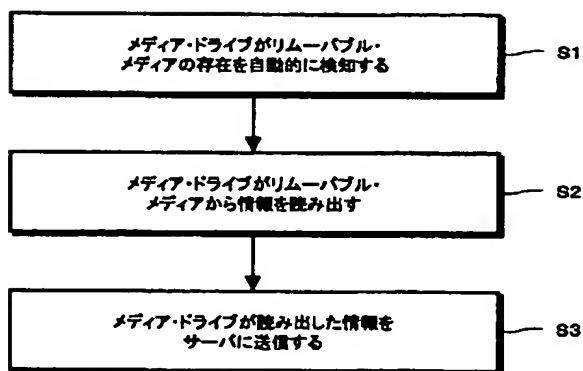 メディア・ドライブがリムーバブル・
メディアの存在を自動的に検知する
S1
メディア・ドライブがリムーバブル・
メディアから情報を読み出す
S2
メディア・ドライブが読み出した情報を
サーバに送信する
S3